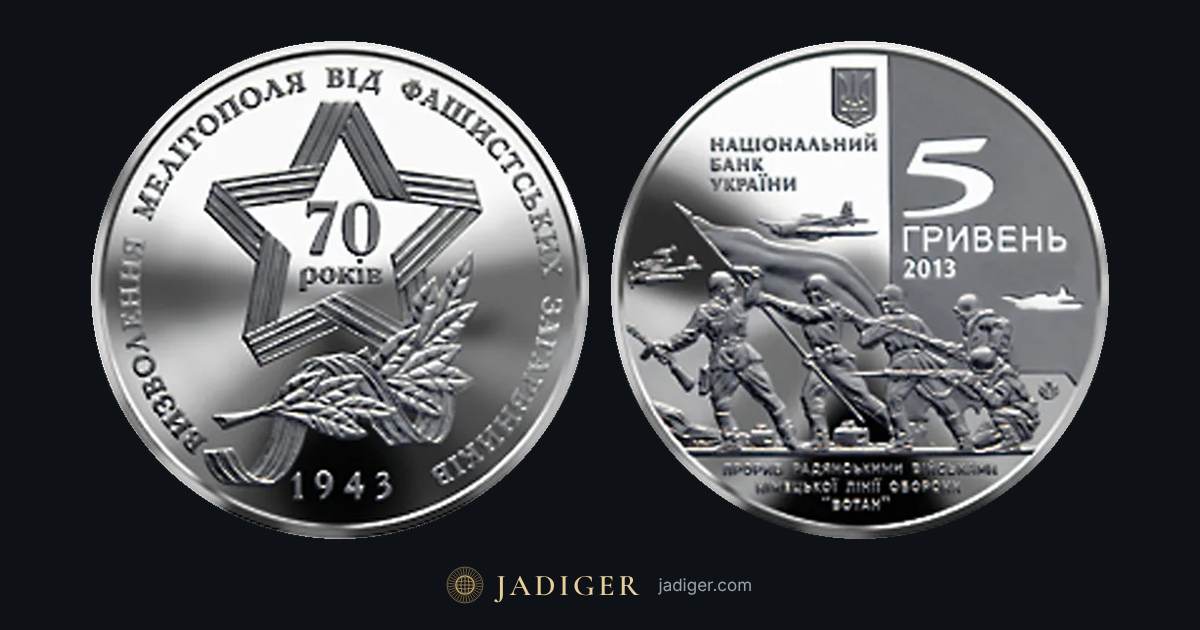 ВИЗВОЛЕННЯ МЕЛІТОПОЛЯ ВІД ФАШИСТСЬКИХ ЗАГАРБНИКІВ
70
років
1943
НАЦІОНАЛЬНИЙ
БАНК
УКРАЇНИ
5
ГРИВЕНЬ
2013
ПРОРИВ РАДЯНСЬКИМИ ВІЙСЬКАМИ
НІМЕЦЬКОЇ ЛІНІЇ ОБОРОНИ
"ВОТАН"
JADIGER
jadiger.com